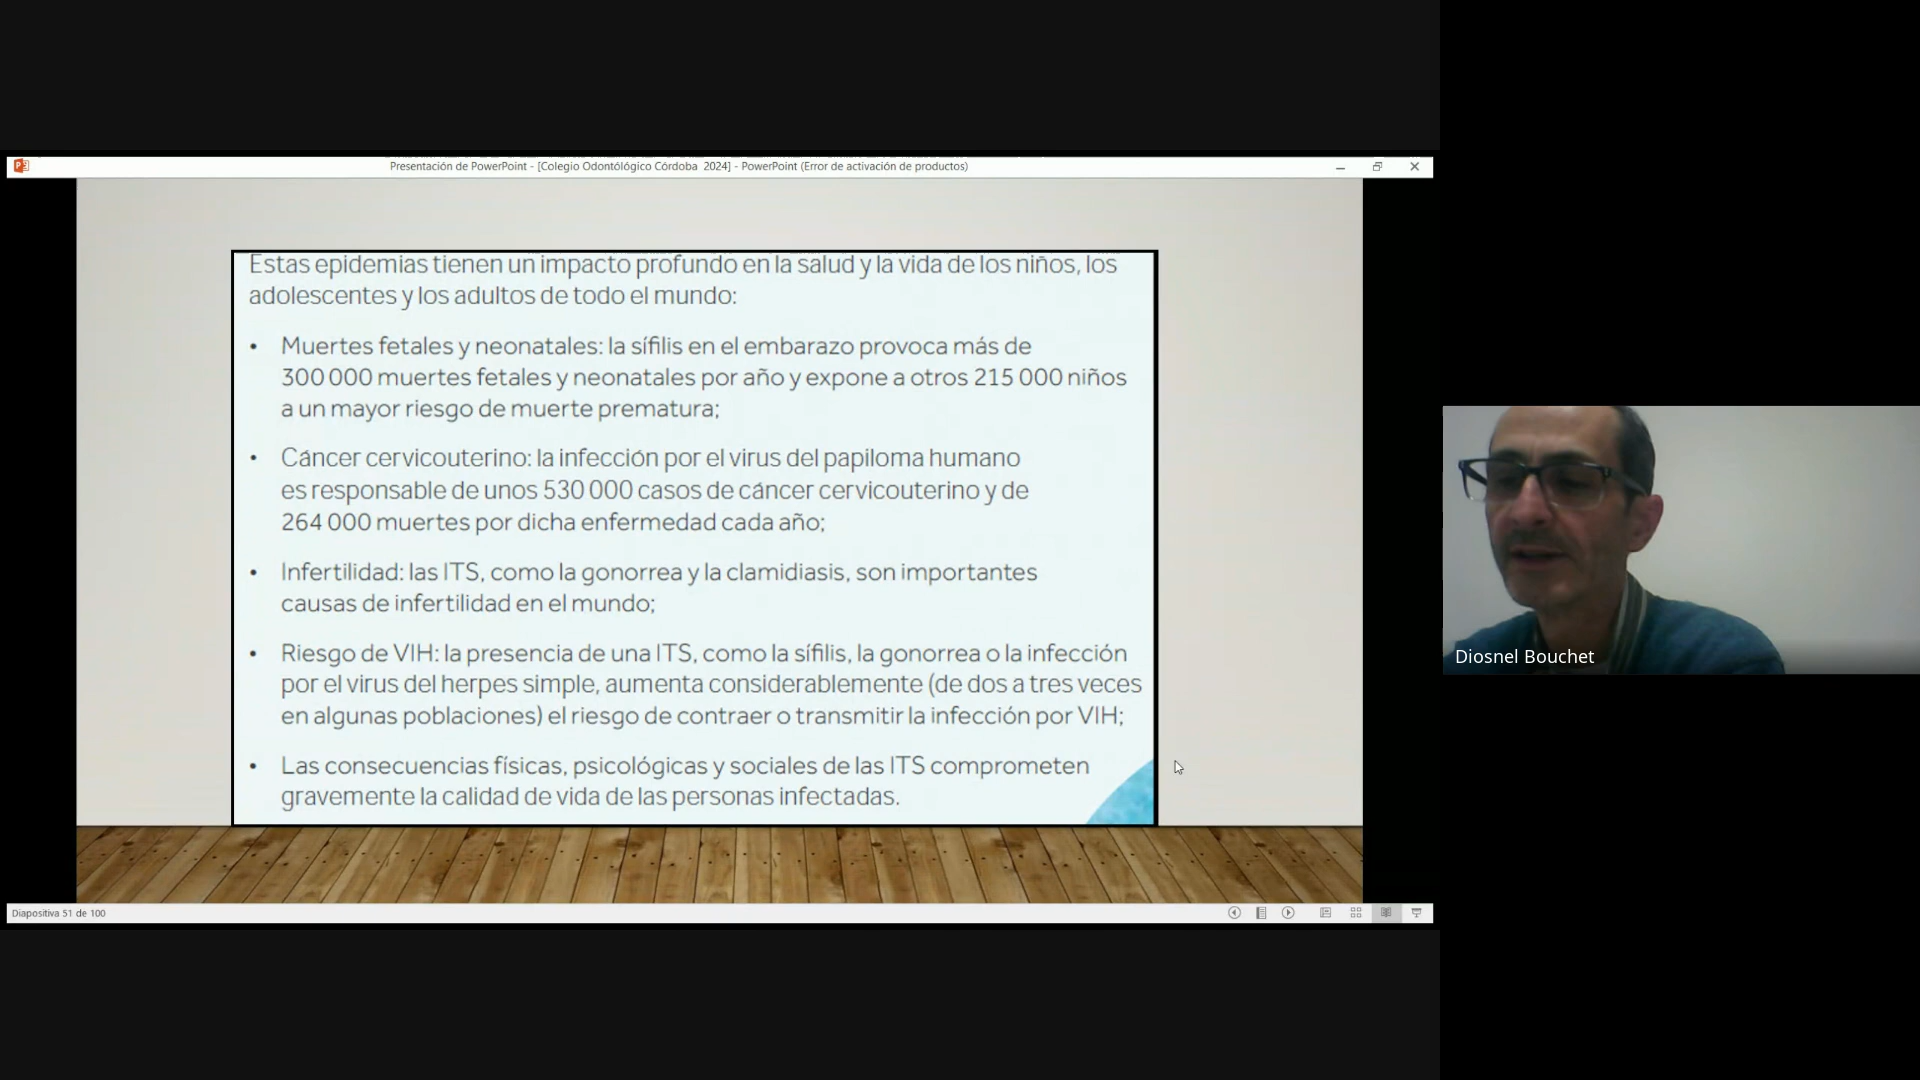 Presentación de PowerPoint - [Colegio Odontólógico Córdoba  2024] - PowerPoint (Error de activación de productos)
Estas epidemias tienen un impacto profundo en la salud y la vida de los niños, los
adolescentes y los adultos de todo el mundo:
• Muertes fetales y neonatales: la sífilis en el embarazo provoca más de
300 000 muertes fetales y neonatales por año y expone a otros 215 000 niños
a un mayor riesgo de muerte prematura;
• Cáncer cervicouterino: la infección por el virus del papiloma humano
es responsable de unos 530 000 casos de cáncer cervicouterino y de
264 000 muertes por dicha enfermedad cada año;
• Infertilidad: las ITS, como la gonorrea y la clamidiasis, son importantes
causas de infertilidad en el mundo;
• Riesgo de VIH: la presencia de una ITS, como la sífilis, la gonorrea o la infección
por el virus del herpes simple, aumenta considerablemente (de dos a tres veces
en algunas poblaciones) el riesgo de contraer o transmitir la infección por VIH;
• Las consecuencias físicas, psicológicas y sociales de las ITS comprometen
gravemente la calidad de vida de las personas infectadas.
Diosnel Bouchet
Diapositiva 51 de 100